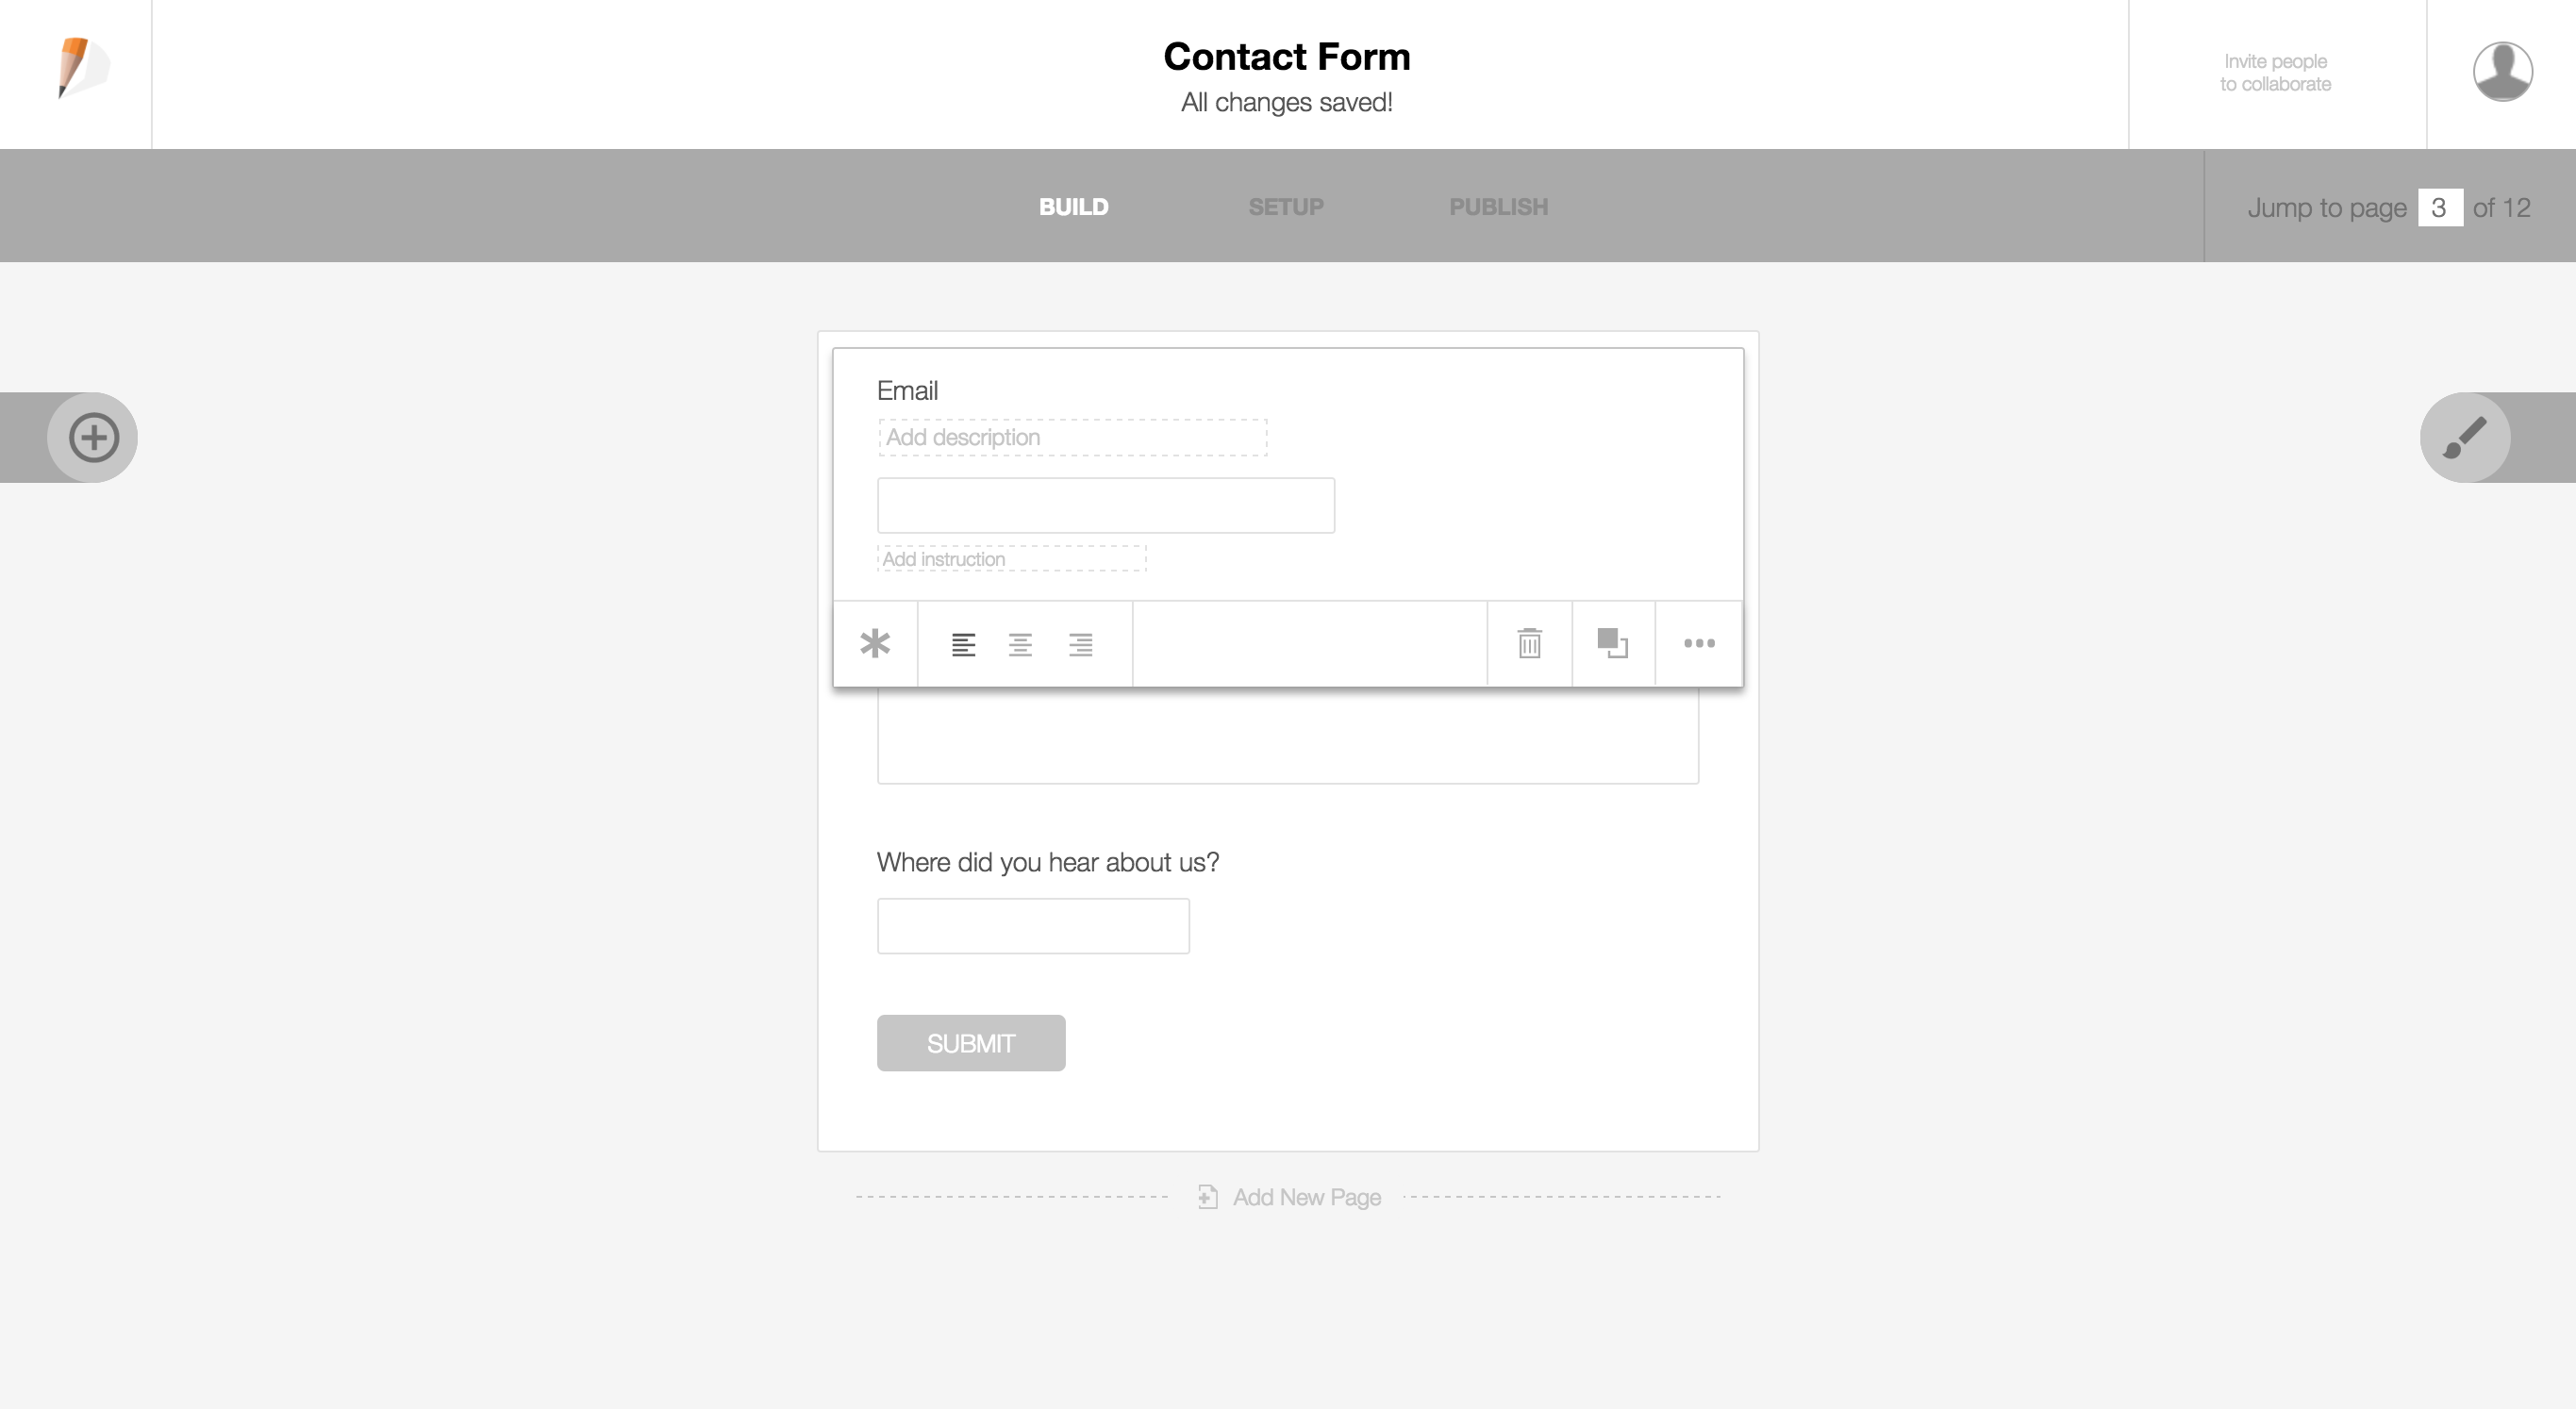 Contact Form
All changes saved!
Invite people
to collaborate
BUILD
SETUP
PUBLISH
Jump to page 3 of 12
Email
Add description
Add instruction
Where did you hear about us?
SUBMIT
Add New Page